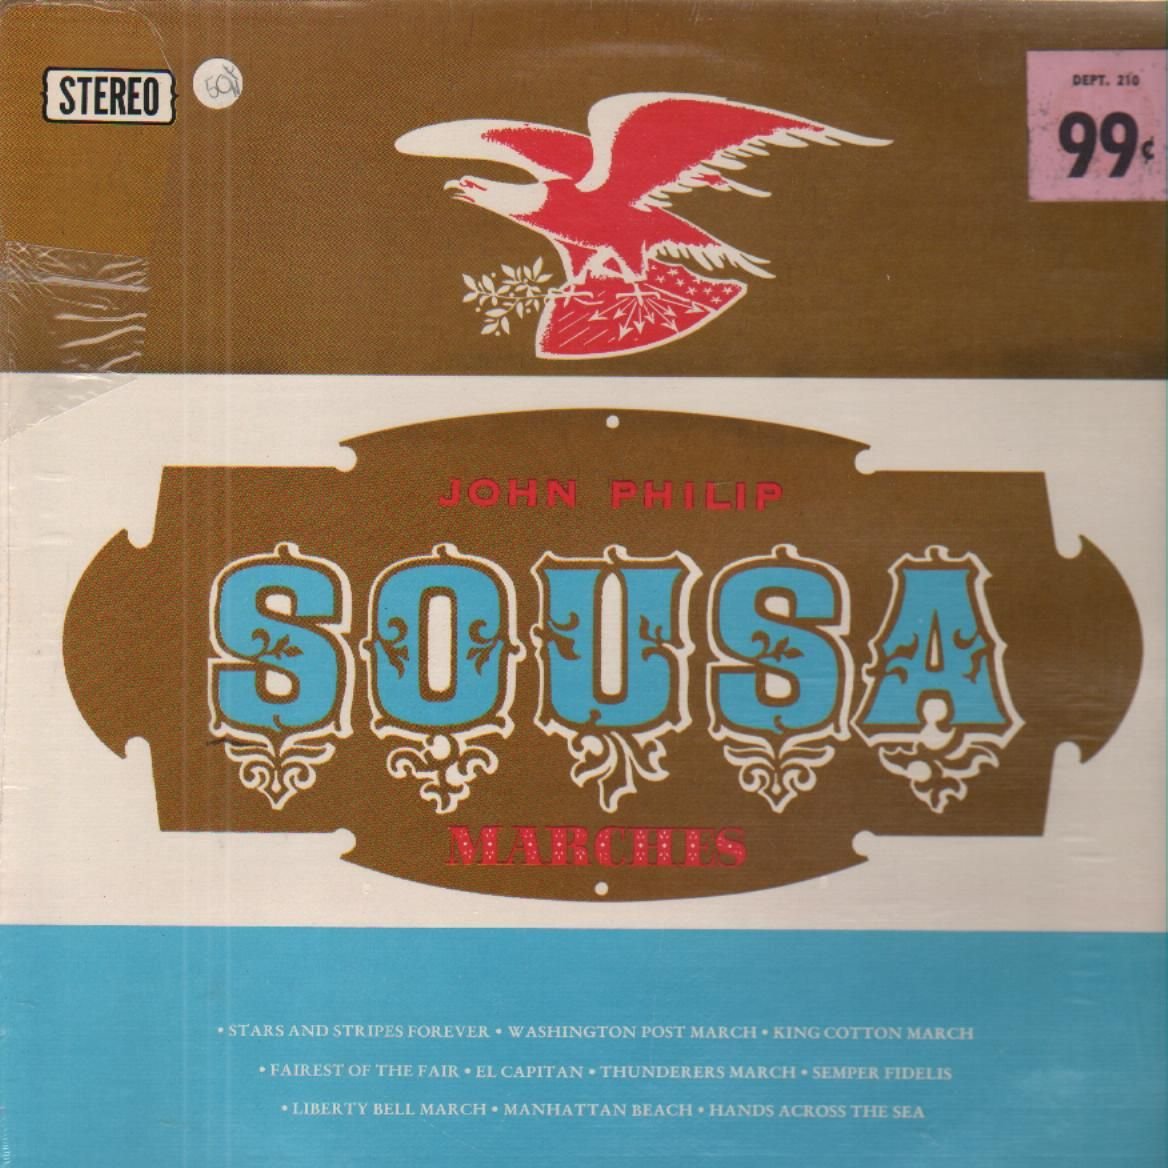 STEREO
50¢
DEPT. 210
99¢
JOHN PHILIP
SOUSA
MARCHES
• STARS AND STRIPES FOREVER • WASHINGTON POST MARCH • KING COTTON MARCH
• FAIREST OF THE FAIR • EL CAPITAN • THUNDERERS MARCH • SEMPER FIDELIS
• LIBERTY BELL MARCH • MANHATTAN BEACH • HANDS ACROSS THE SEA